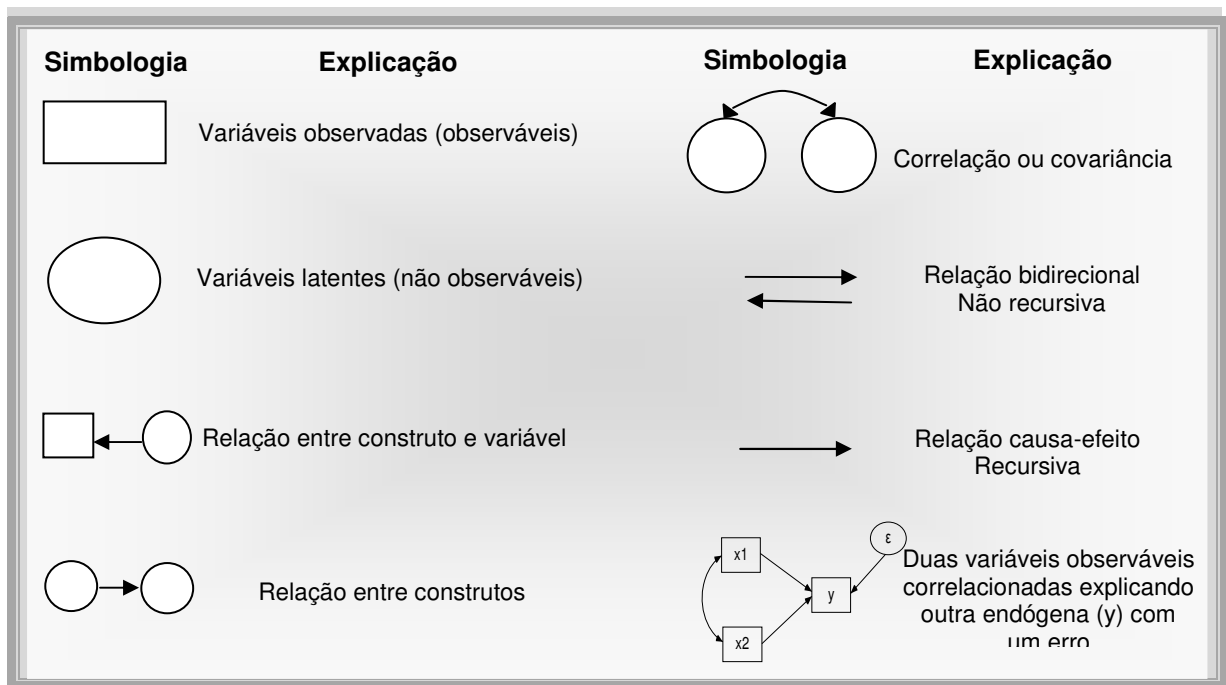 Simbologia Explicação
Variáveis observadas (observáveis)
Variáveis latentes (não observáveis)
Relação entre construto e variável
Relação entre construtos
Simbologia Explicação
Correlação ou covariância
Relação bidirecional
Não recursiva
Relação causa-efeito
Recursiva
x1
x2
y
ε
Duas variáveis observáveis
correlacionadas explicando
outra endógena (y) com
um erro